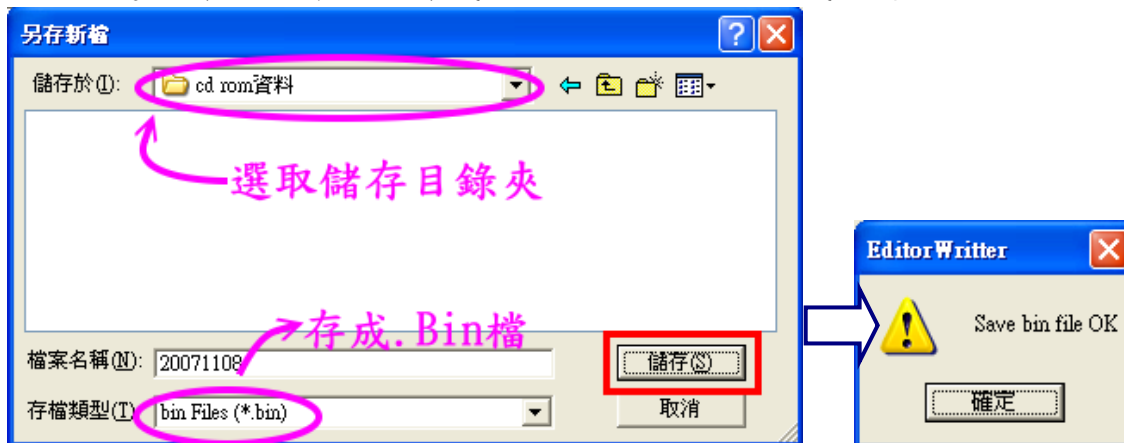 另存新檔
儲存於(I):
cd rom資料
選取儲存目錄夾
存成.Bin檔
檔案名稱(N):
20071108
儲存(S)
存檔類型(T)
bin Files (*.bin)
取消
EditorWritter
Save bin file OK
確定